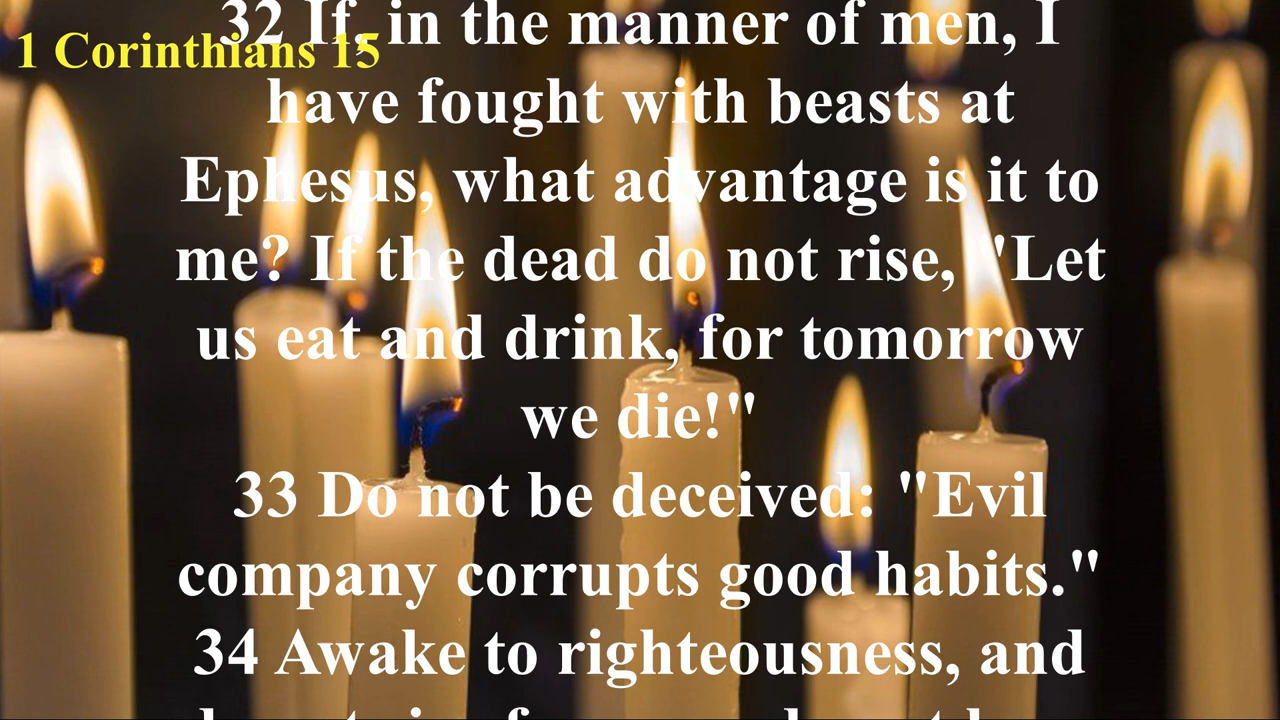 32 If, in the manner of men, I
1 Corinthians 15
have fought with beasts at
Ephesus, what advantage is it to
me? If the dead do not rise, "Let
us eat and drink, for tomorrow
we die!"
33 Do not be deceived: "Evil
company corrupts good habits."
34 Awake to righteousness, and